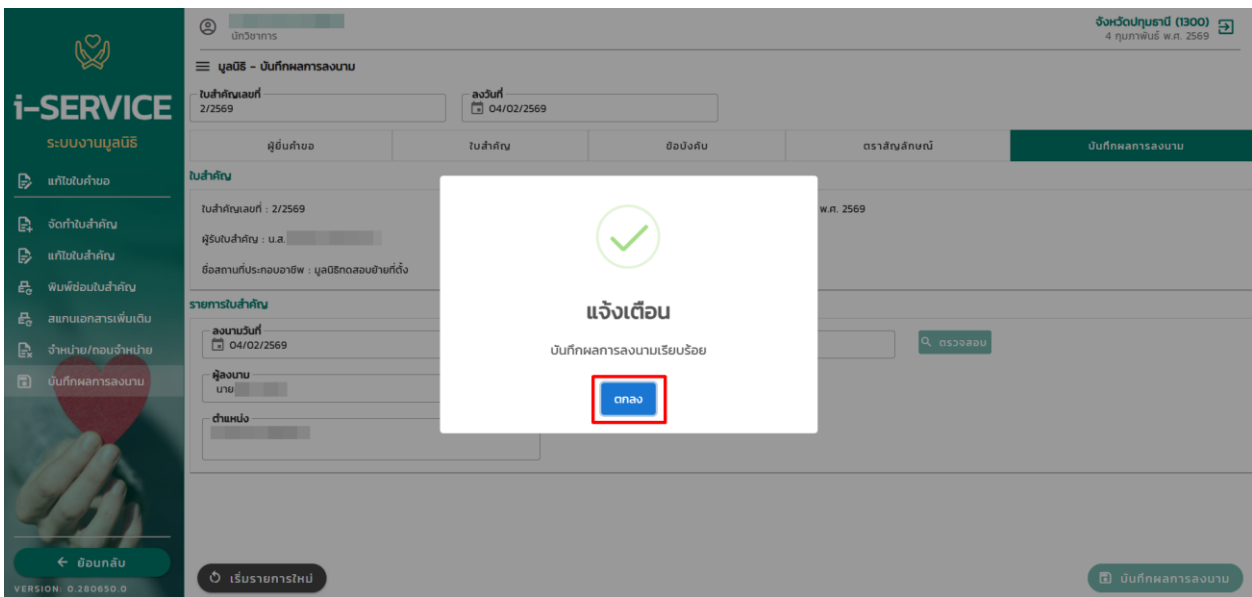 นักวิชาการ
จังหวัดปทุมธานี (1300)
4 กุมภาพันธ์ พ.ศ. 2569
i-SERVICE
ระบบงานมูลนิธิ
แก้ไขใบคำขอ
จัดทำใบสำคัญ
แก้ไขใบสำคัญ
พิมพ์ซ่อมใบสำคัญ
สแกนเอกสารเพิ่มเติม
จำหน่าย/ถอนจำหน่าย
บันทึกผลการลงนาม
ย้อนกลับ
VERSION: 0.280650.0
มูลนิธิ - บันทึกผลการลงนาม
ใบสำคัญเลขที่
2/2569
ลงวันที่
04/02/2569
ผู้ยื่นคำขอ
ใบสำคัญ
ข้อบังคับ
ตราสัญลักษณ์
บันทึกผลการลงนาม
ใบสำคัญ
ใบสำคัญเลขที่ : 2/2569
พ.ศ. 2569
ผู้รับใบสำคัญ : น.ส.
ชื่อสถานที่ประกอบอาชีพ : มูลนิธิทดสอบย้ายที่ตั้ง
รายการใบสำคัญ
ลงนามวันที่
04/02/2569
ตรวจสอบ
ผู้ลงนาม
นาย
ตำแหน่ง
แจ้งเตือน
บันทึกผลการลงนามเรียบร้อย
ตกลง
เริ่มรายการใหม่
บันทึกผลการลงนาม